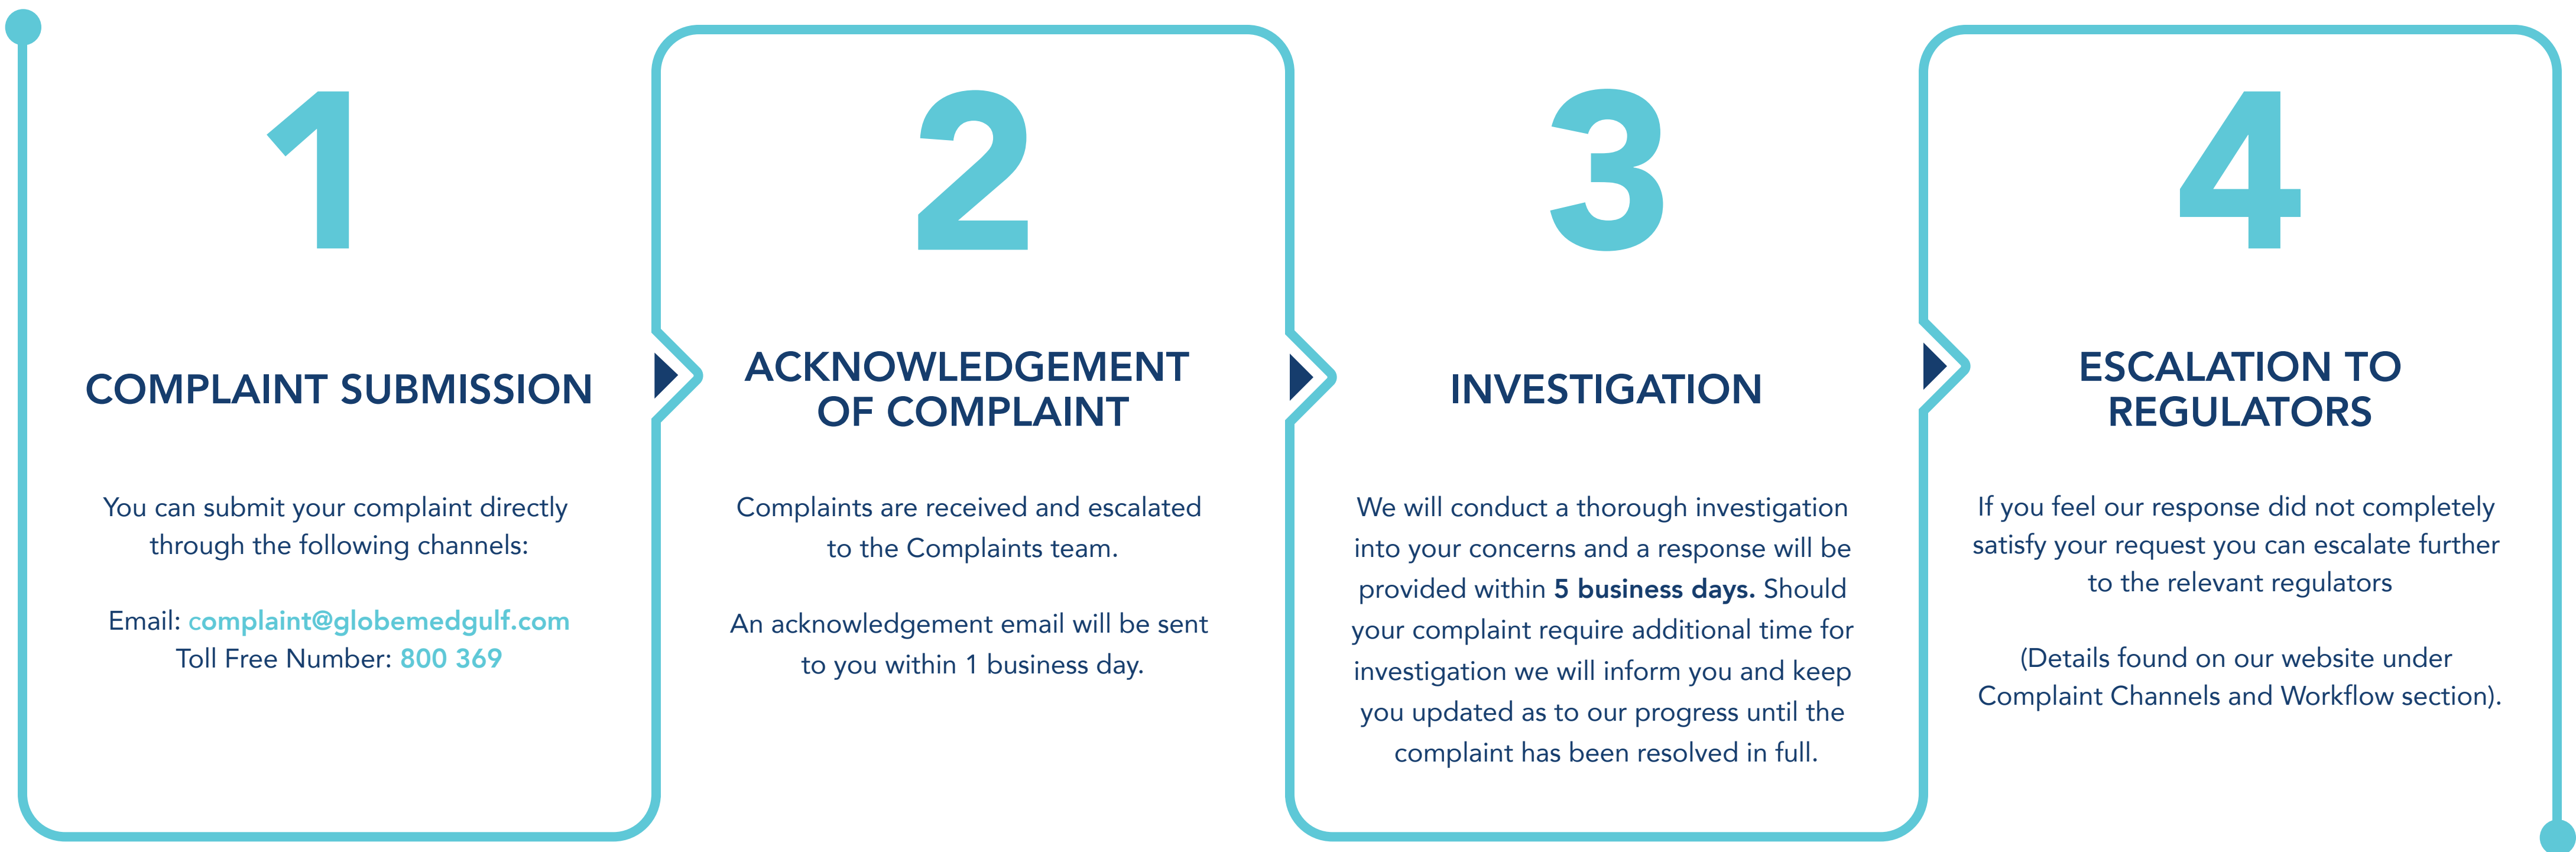 1
COMPLAINT SUBMISSION
You can submit your complaint directly
through the following channels:
Email: complaint@globemedgulf.com
Toll Free Number: 800 369
2
ACKNOWLEDGEMENT
OF COMPLAINT
Complaints are received and escalated
to the Complaints team.
An acknowledgement email will be sent
to you within 1 business day.
3
INVESTIGATION
We will conduct a thorough investigation
into your concerns and a response will be
provided within 5 business days. Should
your complaint require additional time for
investigation we will inform you and keep
you updated as to our progress until the
complaint has been resolved in full.
4
ESCALATION TO
REGULATORS
If you feel our response did not completely
satisfy your request you can escalate further
to the relevant regulators
(Details found on our website under
Complaint Channels and Workflow section).